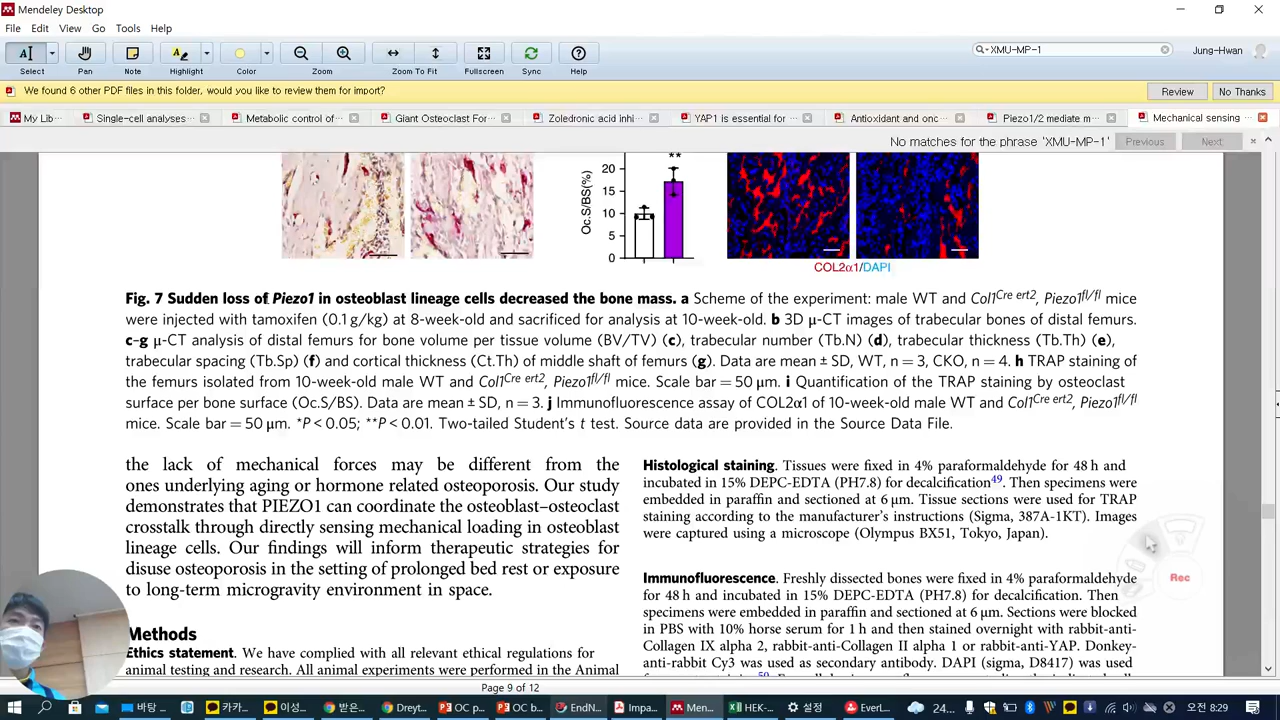 Mendeley Desktop
File Edit View Go Tools Help
XMU-MP-1
Jung-Hwan
Select Pan Note Highlight Color Zoom Zoom To Fit Fullscreen Sync Help
We found 6 other PDF files in this folder, would you like to review them for import?
Review No Thanks
My Lib··· Single-cell analyses··· Metabolic control of··· Giant Osteoclast For··· Zoledronic acid inhi··· YAP1 is essential for··· Antioxidant and onc··· Piezo1/2 mediate m··· Mechanical sensing···
No matches for the phrase 'XMU-MP-1' Previous Next
**
20
15
10
5
0
Oc.S/BS(%)
COL2α1/DAPI
Fig. 7 Sudden loss of Piezo1 in osteoblast lineage cells decreased the bone mass. a Scheme of the experiment: male WT and Col1Cre ert2, Piezo1fl/fl mice
were injected with tamoxifen (0.1 g/kg) at 8-week-old and sacrificed for analysis at 10-week-old. b 3D μ-CT images of trabecular bones of distal femurs.
c–g μ-CT analysis of distal femurs for bone volume per tissue volume (BV/TV) (c), trabecular number (Tb.N) (d), trabecular thickness (Tb.Th) (e),
trabecular spacing (Tb.Sp) (f) and cortical thickness (Ct.Th) of middle shaft of femurs (g). Data are mean ± SD, WT, n = 3, CKO, n = 4. h TRAP staining of
the femurs isolated from 10-week-old male WT and Col1Cre ert2, Piezo1fl/fl mice. Scale bar = 50 μm. i Quantification of the TRAP staining by osteoclast
surface per bone surface (Oc.S/BS). Data are mean ± SD, n = 3. j Immunofluorescence assay of COL2α1 of 10-week-old male WT and Col1Cre ert2, Piezo1fl/fl
mice. Scale bar = 50 μm. *P < 0.05; **P < 0.01. Two-tailed Student's t test. Source data are provided in the Source Data File.
the lack of mechanical forces may be different from the
ones underlying aging or hormone related osteoporosis. Our study
demonstrates that PIEZO1 can coordinate the osteoblast–osteoclast
crosstalk through directly sensing mechanical loading in osteoblast
lineage cells. Our findings will inform therapeutic strategies for
disuse osteoporosis in the setting of prolonged bed rest or exposure
to long-term microgravity environment in space.
Methods
Ethics statement. We have complied with all relevant ethical regulations for
animal testing and research. All animal experiments were performed in the Animal
Histological staining. Tissues were fixed in 4% paraformaldehyde for 48 h and
incubated in 15% DEPC-EDTA (PH7.8) for decalcification49. Then specimens were
embedded in paraffin and sectioned at 6 μm. Tissue sections were used for TRAP
staining according to the manufacturer's instructions (Sigma, 387A-1KT). Images
were captured using a microscope (Olympus BX51, Tokyo, Japan).
Rec
Immunofluorescence. Freshly dissected bones were fixed in 4% paraformaldehyde
for 48 h and incubated in 15% DEPC-EDTA (PH7.8) for decalcification. Then
specimens were embedded in paraffin and sectioned at 6 μm. Sections were blocked
in PBS with 10% horse serum for 1 h and then stained overnight with rabbit-anti-
Collagen IX alpha 2, rabbit-anti-Collagen II alpha 1 or rabbit-anti-YAP. Donkey-
anti-rabbit Cy3 was used as secondary antibody. DAPI (sigma, D8417) was used
Page 9 of 12
바탕 ... 카카... 이성... 받은... Dreyt... OC p... OC b... EndN... Impa... Men... HEK-... 설정 EverL... 24... 오전 8:29